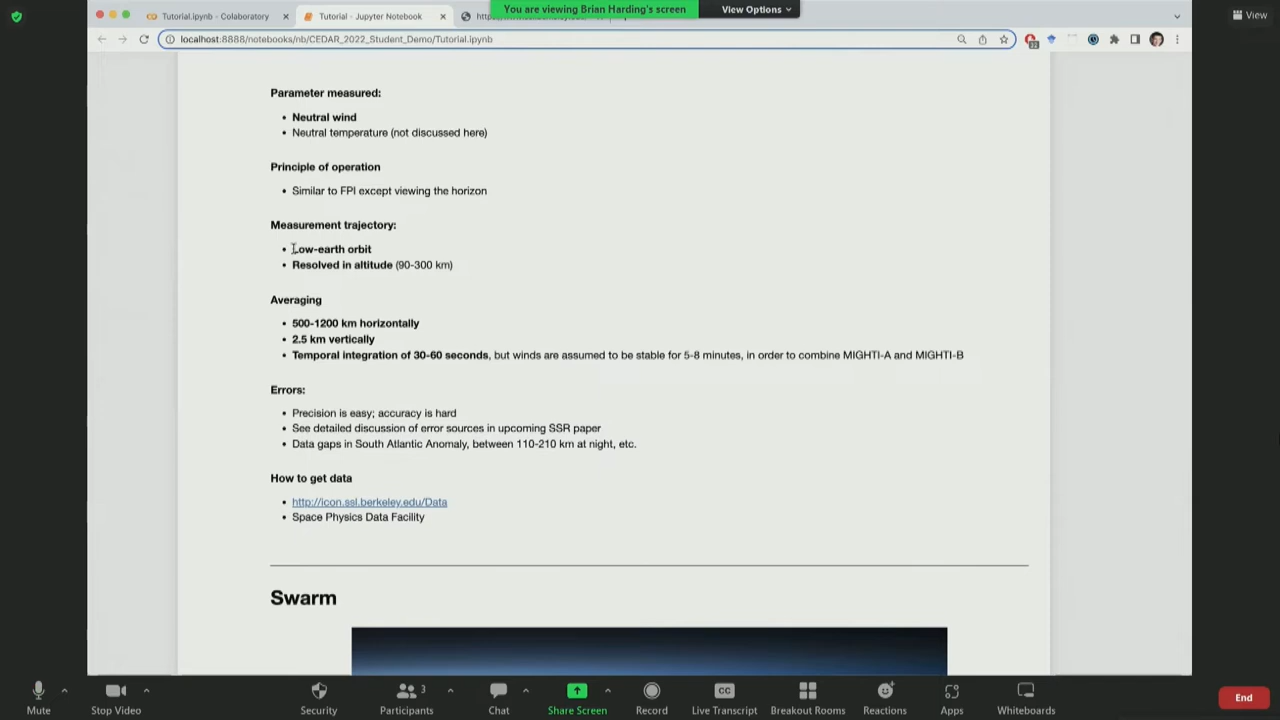 You are viewing Brian Harding's screen
View Options
View
Tutorial.ipynb - Colaboratory
Tutorial - Jupyter Notebook
localhost:8888/notebooks/nb/CEDAR_2022_Student_Demo/Tutorial.ipynb
Parameter measured:
• Neutral wind
• Neutral temperature (not discussed here)
Principle of operation
• Similar to FPI except viewing the horizon
Measurement trajectory:
• Low-earth orbit
• Resolved in altitude (90-300 km)
Averaging
• 500-1200 km horizontally
• 2.5 km vertically
• Temporal integration of 30-60 seconds, but winds are assumed to be stable for 5-8 minutes, in order to combine MIGHTI-A and MIGHTI-B
Errors:
• Precision is easy; accuracy is hard
• See detailed discussion of error sources in upcoming SSR paper
• Data gaps in South Atlantic Anomaly, between 110-210 km at night, etc.
How to get data
• http://icon.ssl.berkeley.edu/Data
• Space Physics Data Facility
Swarm
3
CC
Mute
Stop Video
Security
Participants
Chat
Share Screen
Record
Live Transcript
Breakout Rooms
Reactions
Apps
Whiteboards
End